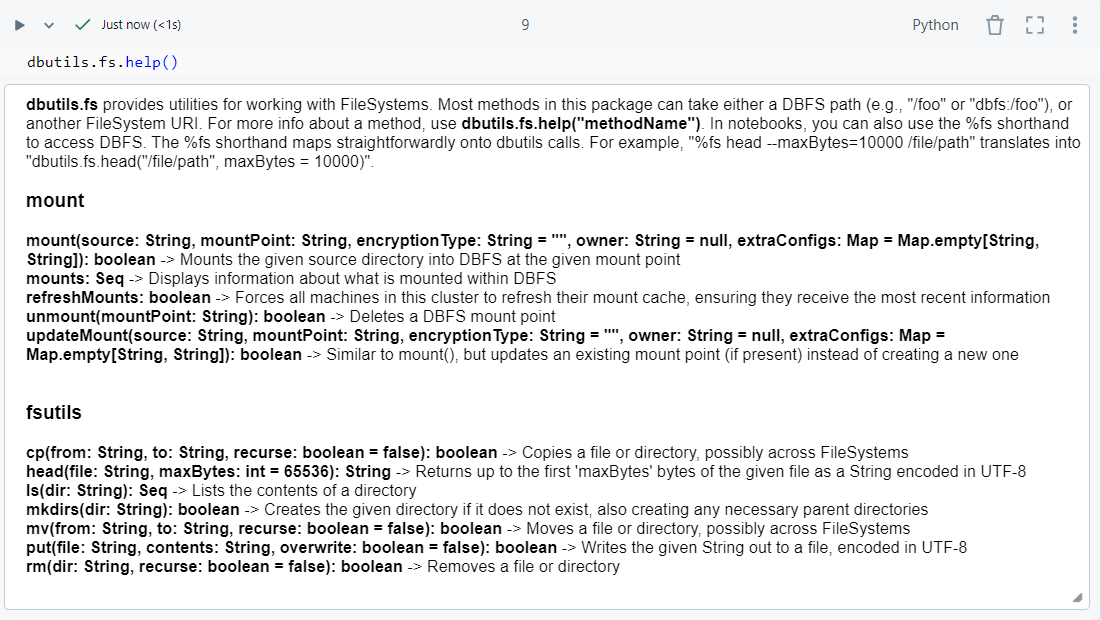 Just now (<1s)
9
Python
dbutils.fs.help()
dbutils.fs provides utilities for working with FileSystems. Most methods in this package can take either a DBFS path (e.g., "/foo" or "dbfs:/foo"), or
another FileSystem URI. For more info about a method, use dbutils.fs.help("methodName"). In notebooks, you can also use the %fs shorthand
to access DBFS. The %fs shorthand maps straightforwardly onto dbutils calls. For example, "%fs head --maxBytes=10000 /file/path" translates into
"dbutils.fs.head("/file/path", maxBytes = 10000)".
mount
mount(source: String, mountPoint: String, encryptionType: String = "", owner: String = null, extraConfigs: Map = Map.empty[String,
String]): boolean -> Mounts the given source directory into DBFS at the given mount point
mounts: Seq -> Displays information about what is mounted within DBFS
refreshMounts: boolean -> Forces all machines in this cluster to refresh their mount cache, ensuring they receive the most recent information
unmount(mountPoint: String): boolean -> Deletes a DBFS mount point
updateMount(source: String, mountPoint: String, encryptionType: String = "", owner: String = null, extraConfigs: Map =
Map.empty[String, String]): boolean -> Similar to mount(), but updates an existing mount point (if present) instead of creating a new one
fsutils
cp(from: String, to: String, recurse: boolean = false): boolean -> Copies a file or directory, possibly across FileSystems
head(file: String, maxBytes: int = 65536): String -> Returns up to the first 'maxBytes' bytes of the given file as a String encoded in UTF-8
ls(dir: String): Seq -> Lists the contents of a directory
mkdirs(dir: String): boolean -> Creates the given directory if it does not exist, also creating any necessary parent directories
mv(from: String, to: String, recurse: boolean = false): boolean -> Moves a file or directory, possibly across FileSystems
put(file: String, contents: String, overwrite: boolean = false): boolean -> Writes the given String out to a file, encoded in UTF-8
rm(dir: String, recurse: boolean = false): boolean -> Removes a file or directory